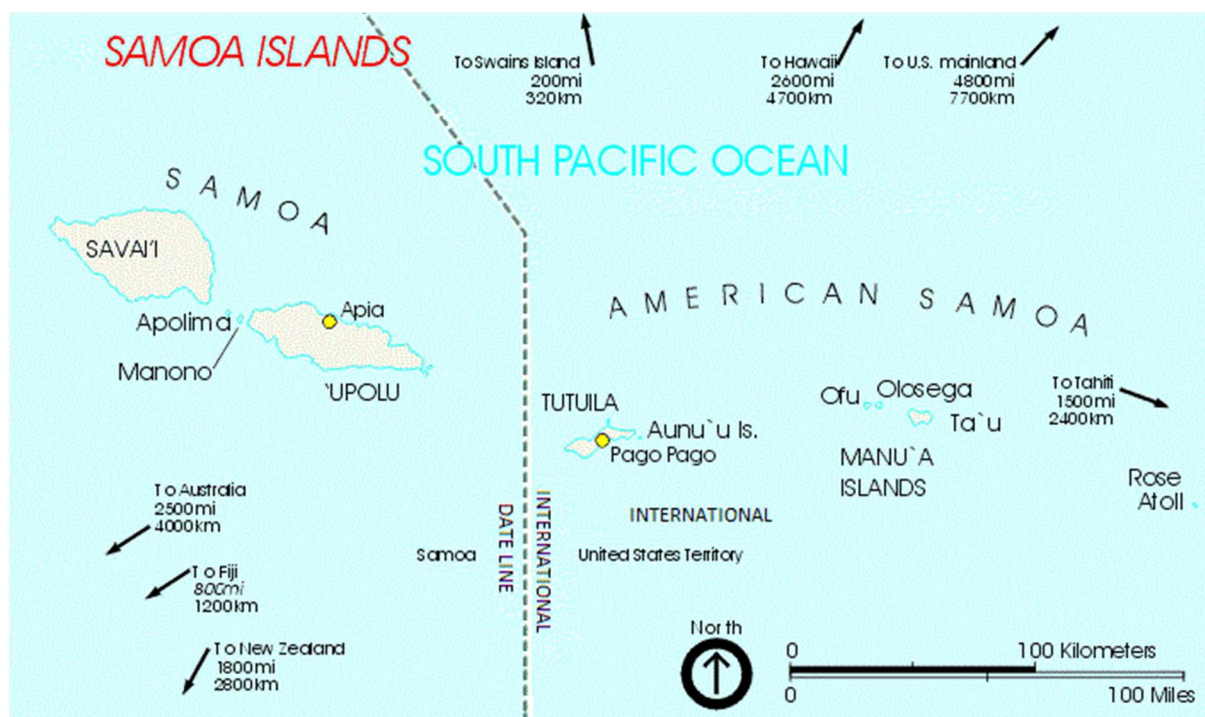 SAMOA ISLANDS
To Swains Island
200mi
320km
To Hawaii
2600mi
4700km
To U.S. mainland
4800mi
7700km
SOUTH PACIFIC OCEAN
SAMOA
SAVAI'I
Apia
Apolima
Manono
`UPOLU
AMERICAN SAMOA
TUTUILA
Aunu`u Is.
Pago Pago
Ofu
Olosega
Ta`u
MANU`A
ISLANDS
To Tahiti
1500mi
2400km
Rose
Atoll
To Australia
2500mi
4000km
To Fiji
800mi
1200km
To New Zealand
1800mi
2800km
Samoa
DATE LINE
INTERNATIONAL
INTERNATIONAL
United States Territory
North
0 100 Kilometers
0 100 Miles